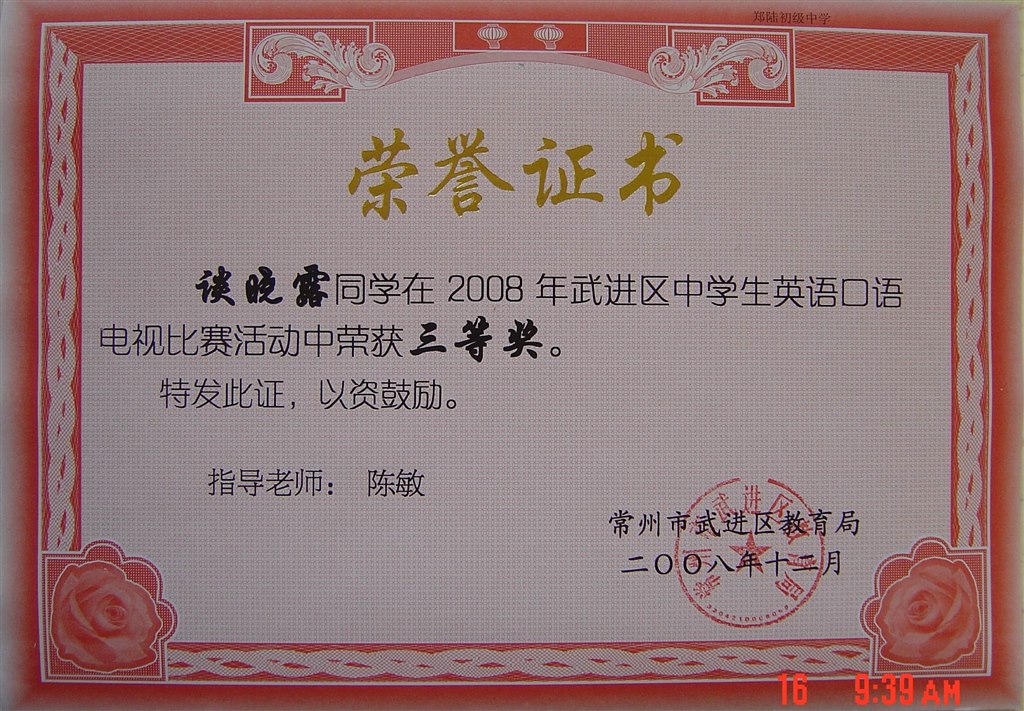 郑陆初级中学
荣誉证书
谈晓露同学在 2008 年武进区中学生英语口语
电视比赛活动中荣获三等奖。
特发此证，以资鼓励。
指导老师： 陈敏
常州市武进区教育局
二〇〇八年十二月
16 9:39 AM